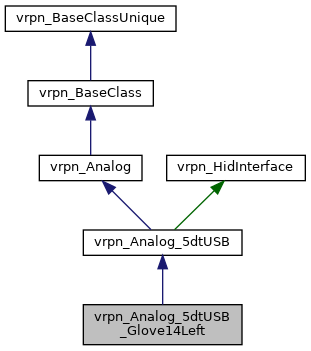 vrpn_BaseClassUnique
vrpn_BaseClass
vrpn_Analog
vrpn_HidInterface
vrpn_Analog_5dtUSB
vrpn_Analog_5dtUSB
_Glove14Left